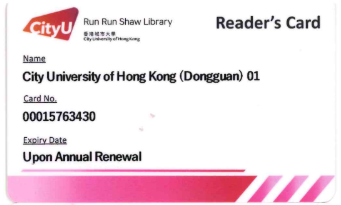 CityU
Run Run Shaw Library
香港城市大學
City University of Hong Kong
Reader's Card
Name
City University of Hong Kong (Dongguan) 01
Card No.
00015763430
Expiry Date
Upon Annual Renewal